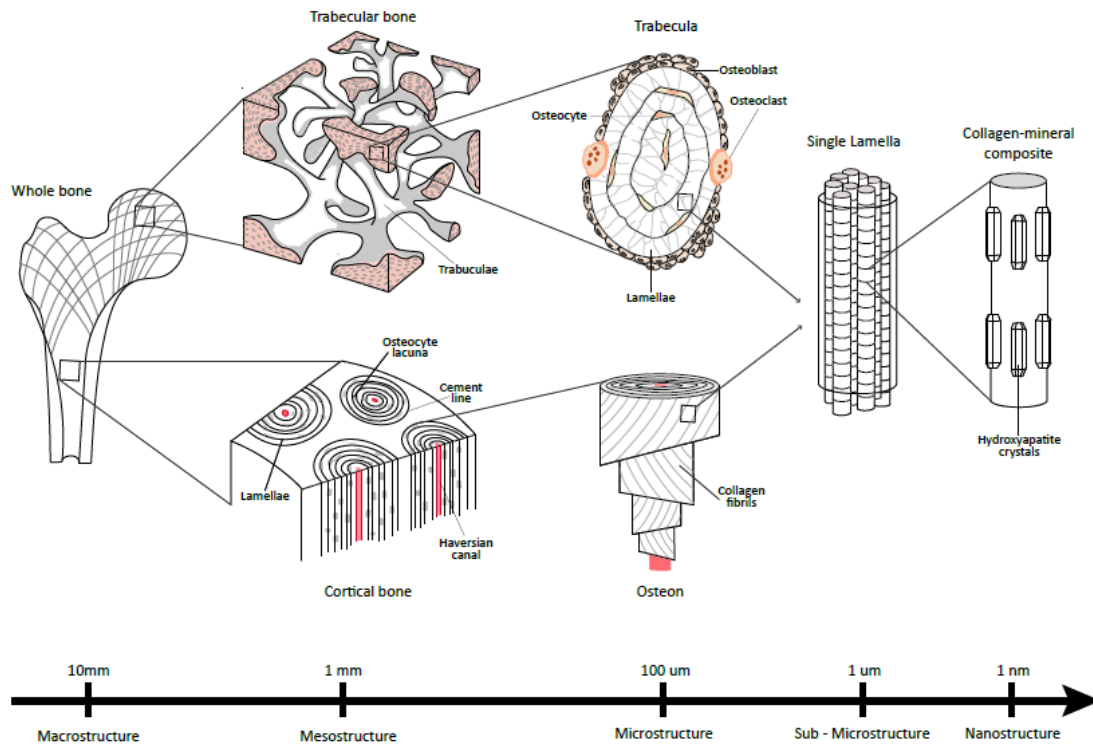 Trabecular bone
Trabecula
Osteoblast
Osteoclast
Osteocyte
Single Lamella
Collagen-mineral
composite
Whole bone
Trabuculae
Lamellae
Osteocyte
lacuna
Cement
line
Lamellae
Haversian
canal
Collagen
fibrils
Hydroxyapatite
crystals
Cortical bone
Osteon
10mm
1 mm
100 um
1 um
1 nm
Macrostructure
Mesostructure
Microstructure
Sub - Microstructure
Nanostructure